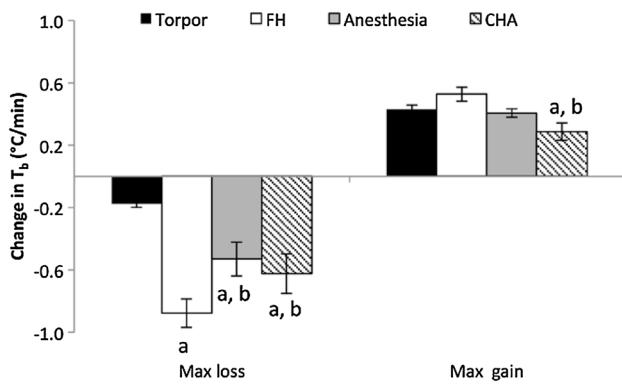 Torpor FH Anesthesia CHA
1.0
0.6
0.2
-0.2
-0.6
-1.0
Change in Tb (°C/min)
a
a, b
a, b
a, b
Max loss Max gain